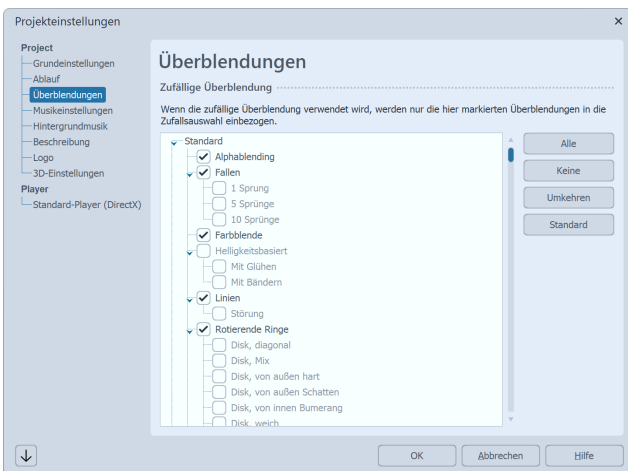 Projekteinstellungen
Project
Grundeinstellungen
Ablauf
Überblendungen
Musikeinstellungen
Hintergrundmusik
Beschreibung
Logo
3D-Einstellungen
Player
Standard-Player (DirectX)
Überblendungen
Zufällige Überblendung
Wenn die zufällige Überblendung verwendet wird, werden nur die hier markierten Überblendungen in die
Zufallsauswahl einbezogen.
Standard
Alphablending
Fallen
1 Sprung
5 Sprünge
10 Sprünge
Farbblende
Helligkeitsbasiert
Mit Glühen
Mit Bändern
Linien
Störung
Rotierende Ringe
Disk, diagonal
Disk, Mix
Disk, von außen hart
Disk, von außen Schatten
Disk, von innen Bumerang
Disk, weich
Alle
Keine
Umkehren
Standard
OK
Abbrechen
Hilfe